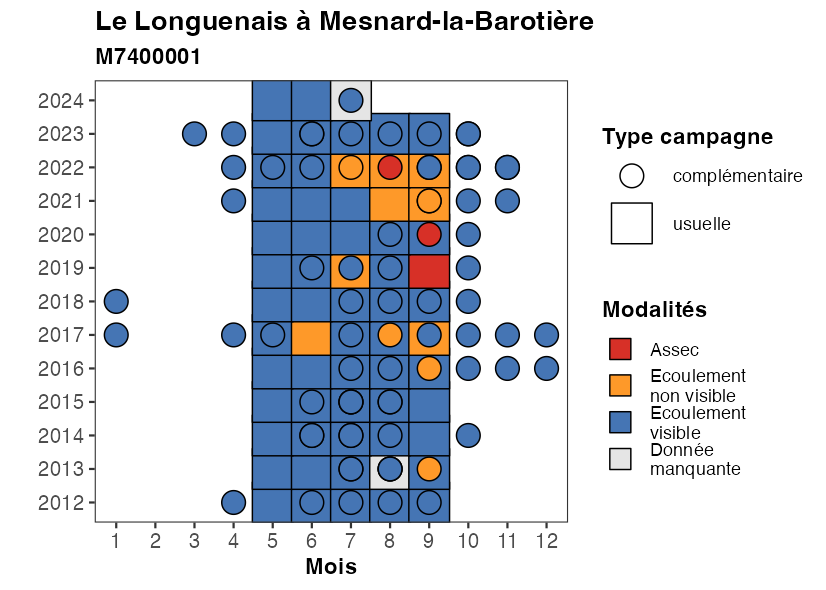 Le Longuenais à Mesnard-la-Barotière
M7400001
2024
2023
2022
2021
2020
2019
2018
2017
2016
2015
2014
2013
2012
1 2 3 4 5 6 7 8 9 10 11 12
Mois
Type campagne
complémentaire
usuelle
Modalités
Assec
Ecoulement
non visible
Ecoulement
visible
Donnée
manquante